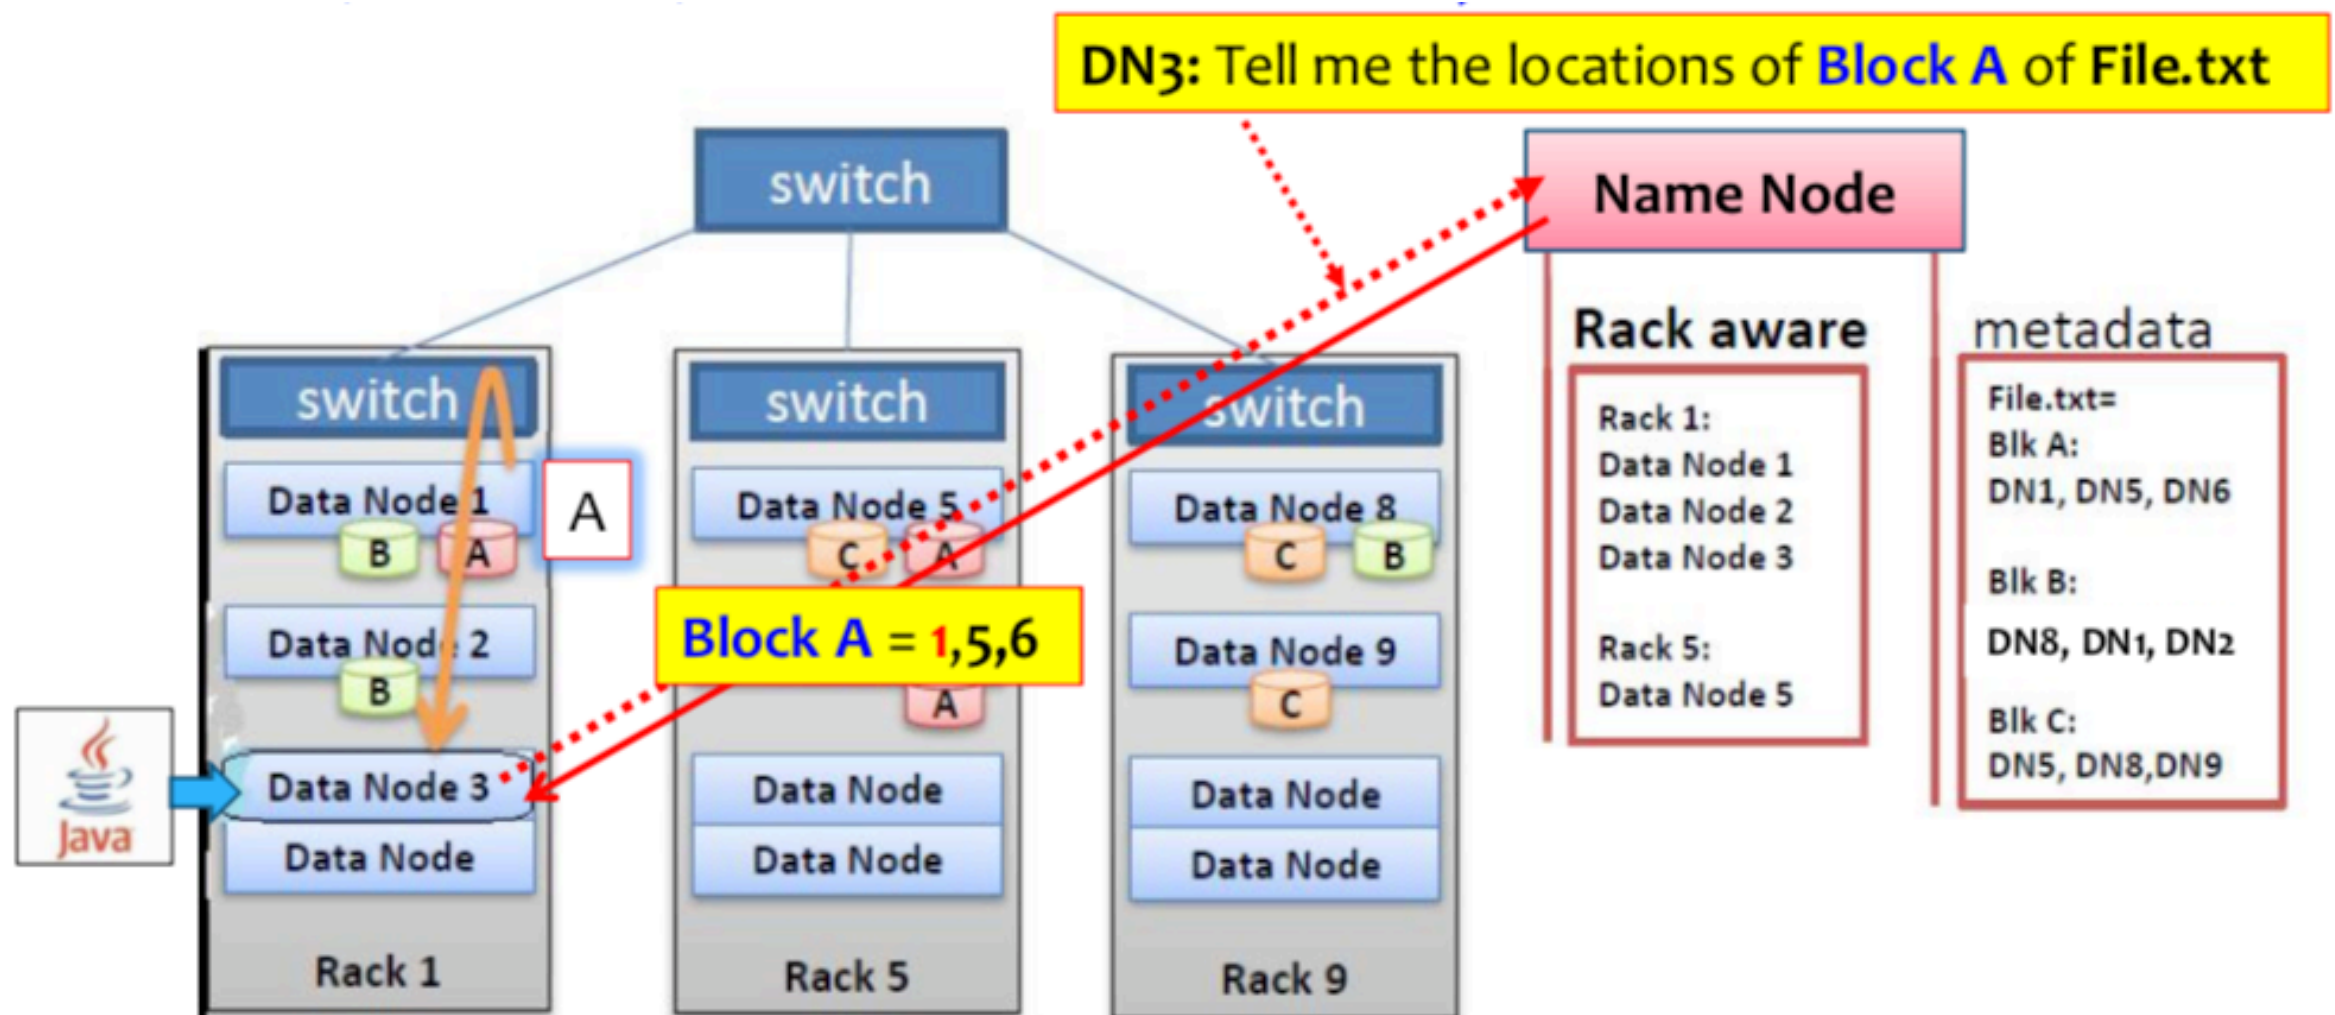 DN3: Tell me the locations of Block A of File.txt
switch
Name Node
Rack aware
metadata
switch
switch
switch
Data Node 1
B
A
A
Data Node 2
B
Data Node 3
Data Node
Rack 1
Java
Data Node 5
C
A
Block A = 1,5,6
A
Data Node
Data Node
Rack 5
Data Node 8
C
B
Data Node 9
C
Data Node
Data Node
Rack 9
Rack 1:
Data Node 1
Data Node 2
Data Node 3
Rack 5:
Data Node 5
File.txt=
Blk A:
DN1, DN5, DN6
Blk B:
DN8, DN1, DN2
Blk C:
DN5, DN8,DN9